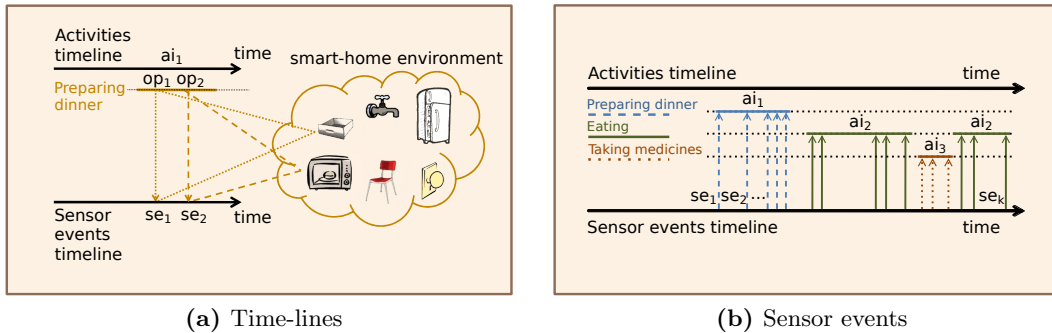 Activities timeline
ai₁
time
smart-home environment
op₁ op₂
Preparing dinner
se₁ se₂
time
Sensor events timeline
(a) Time-lines
Activities timeline
time
Preparing dinner
ai₁
Eating
ai₂
ai₂
Taking medicines
ai₃
se₁ se₂ ...
seₖ
Sensor events timeline
time
(b) Sensor events